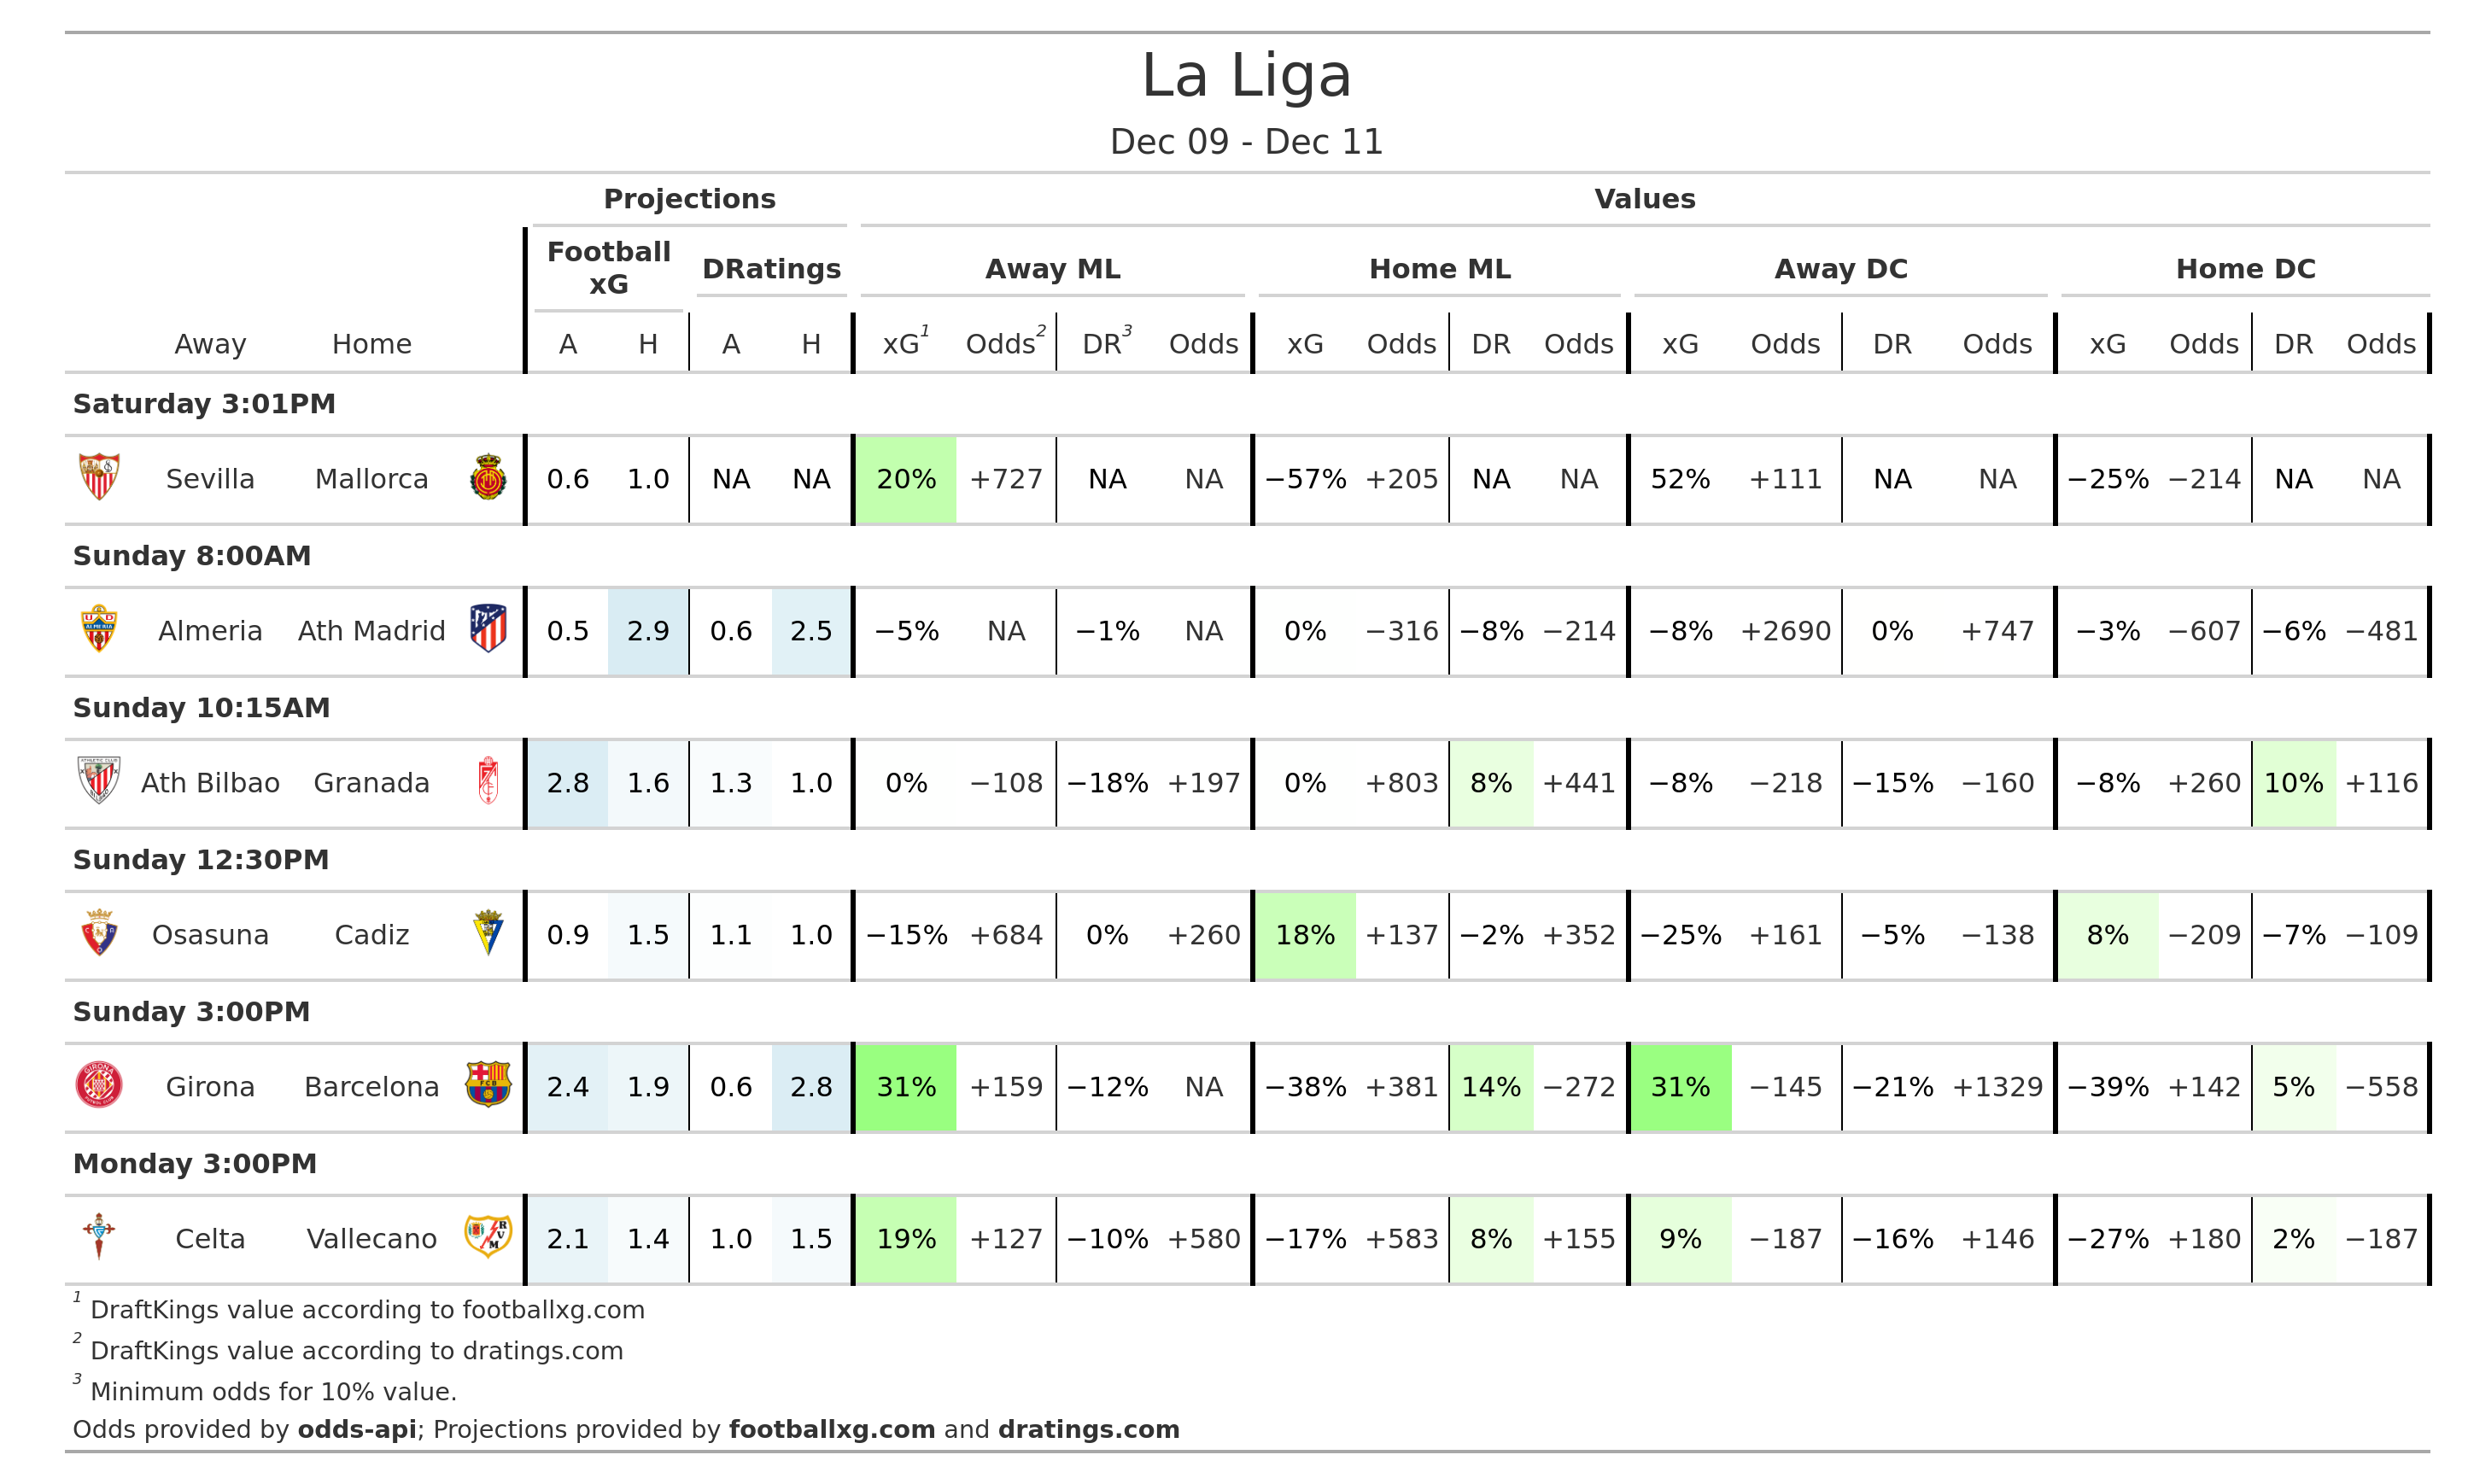 La Liga
Dec 09 - Dec 11
Projections Values
Football xG DRatings Away ML Home ML Away DC Home DC
Away Home A H A H xG1 Odds2 DR3 Odds xG Odds DR Odds xG Odds DR Odds xG Odds DR Odds
Saturday 3:01PM
Sevilla Mallorca 0.6 1.0 NA NA 20% +727 NA NA −57% +205 NA NA 52% +111 NA NA −25% −214 NA NA
Sunday 8:00AM
Almeria Ath Madrid 0.5 2.9 0.6 2.5 −5% NA −1% NA 0% −316 −8% −214 −8% +2690 0% +747 −3% −607 −6% −481
Sunday 10:15AM
Ath Bilbao Granada 2.8 1.6 1.3 1.0 0% −108 −18% +197 0% +803 8% +441 −8% −218 −15% −160 −8% +260 10% +116
Sunday 12:30PM
Osasuna Cadiz 0.9 1.5 1.1 1.0 −15% +684 0% +260 18% +137 −2% +352 −25% +161 −5% −138 8% −209 −7% −109
Sunday 3:00PM
Girona Barcelona 2.4 1.9 0.6 2.8 31% +159 −12% NA −38% +381 14% −272 31% −145 −21% +1329 −39% +142 5% −558
Monday 3:00PM
Celta Vallecano 2.1 1.4 1.0 1.5 19% +127 −10% +580 −17% +583 8% +155 9% −187 −16% +146 −27% +180 2% −187
1 DraftKings value according to footballxg.com
2 DraftKings value according to dratings.com
3 Minimum odds for 10% value.
Odds provided by odds-api; Projections provided by footballxg.com and dratings.com